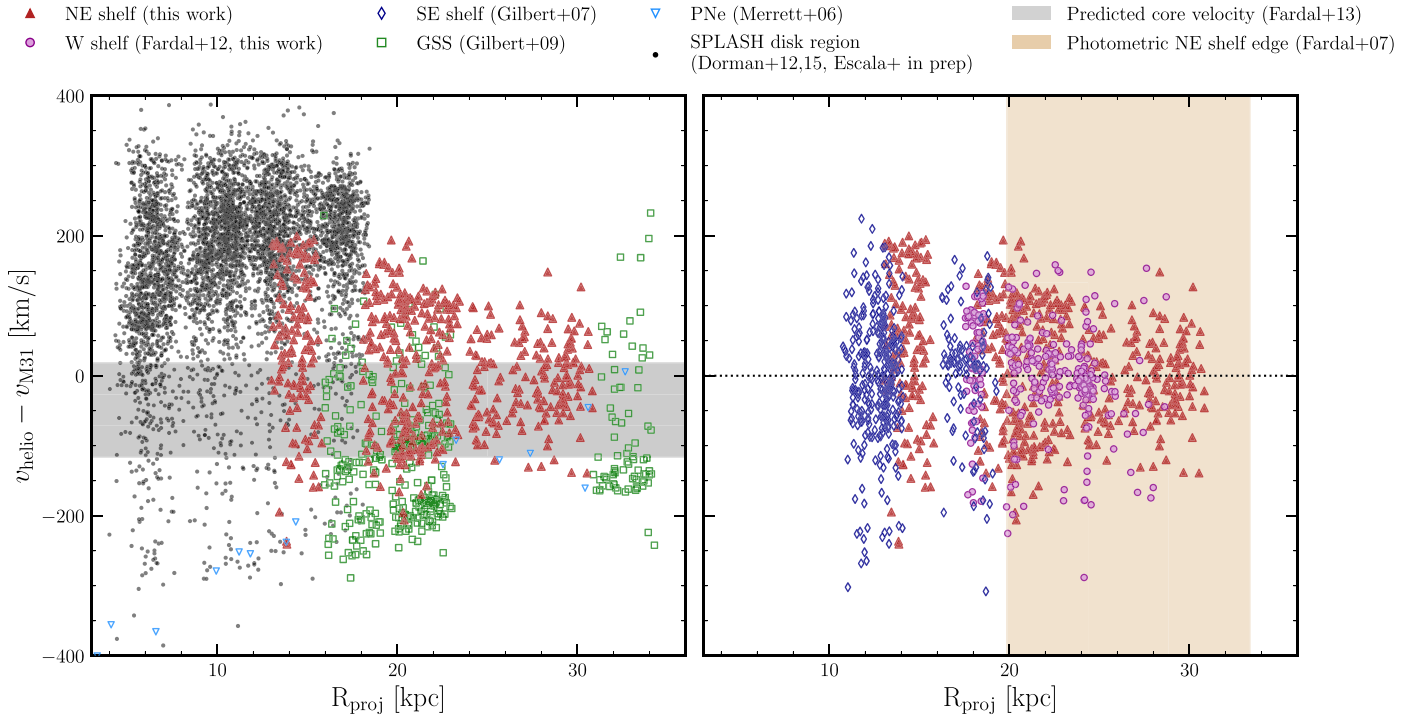 NE shelf (this work)
W shelf (Fardal+12, this work)
SE shelf (Gilbert+07)
GSS (Gilbert+09)
PNe (Merrett+06)
SPLASH disk region
(Dorman+12,15, Escala+ in prep)
Predicted core velocity (Fardal+13)
Photometric NE shelf edge (Fardal+07)
400
200
0
−200
−400
v_helio − v_M31 [km/s]
10
20
30
R_proj [kpc]
10
20
30
R_proj [kpc]